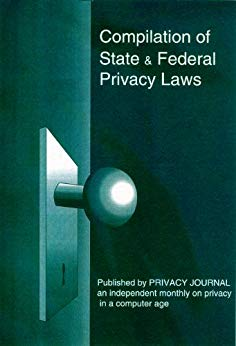 Compilation of
State & Federal
Privacy Laws
Published by PRIVACY JOURNAL
an independent monthly on privacy
in a computer age